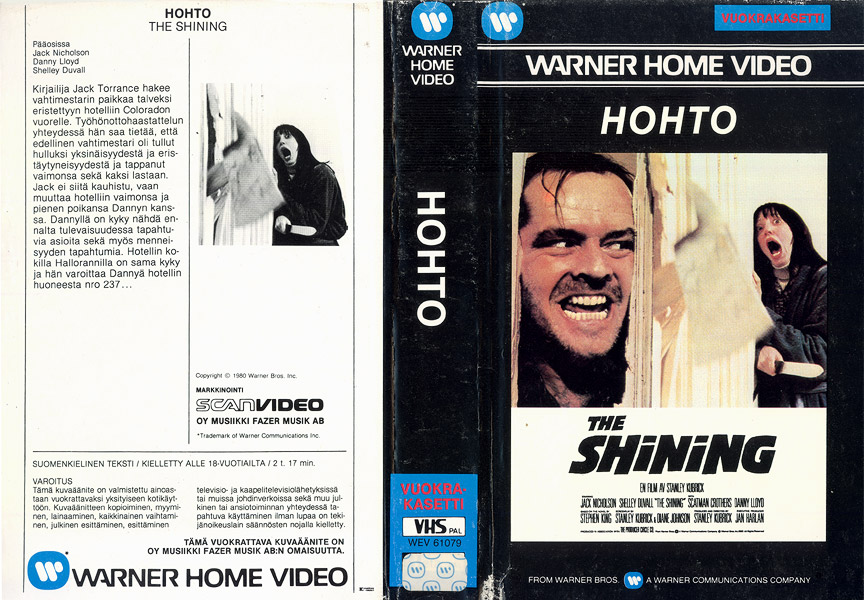 HOHTO
THE SHINING
Pääosissa
Jack Nicholson
Danny Lloyd
Shelley Duvall
Kirjailija Jack Torrance hakee
vahtimestarin paikkaa talveksi
eristettyyn hotelliin Coloradon
vuorelle. Työhönottohaastattelun
yhteydessä hän saa tietää, että
edellinen vahtimestari oli tullut
hulluksi yksinäisyydestä ja eris-
täytyneisyydestä ja tappanut
vaimonsa sekä kaksi lastaan.
Jack ei siitä kauhistu, vaan
muuttaa hotelliin vaimonsa ja
pienen poikansa Dannyn kans-
sa. Dannyllä on kyky nähdä en-
nalta tulevaisuudessa tapahtu-
via asioita sekä myös mennei-
syyden tapahtumia. Hotellin ko-
killa Hallorannilla on sama kyky
ja hän varoittaa Dannyä hotellin
huoneesta nro 237...
Copyright © 1980 Warner Bros. Inc.
MARKKINOINTI
SCANVIDEO
OY MUSIIKKI FAZER MUSIK AB
*Trademark of Warner Communications Inc.
SUOMENKIELINEN TEKSTI / KIELLETTY ALLE 18-VUOTIAILTA / 2 t. 17 min.
VAROITUS
Tämä kuvaäänite on valmistettu ainoas-
taan vuokrattavaksi yksityiseen kotikäyt-
töön. Kuvaäänitteen kopioiminen, myymi-
nen, lainaaminen, kaikkinainen vaihtami-
nen, julkinen esittäminen, esittäminen
televisio- ja kaapelitelevisiolähetyksissä
tai muissa johdinverkoissa sekä muu jul-
kinen tai ansiotoiminnan yhteydessä ta-
pahtuva käyttäminen ilman lupaa on teki-
jänoikeuslain säännösten nojalla kielletty.
TÄMÄ VUOKRATTAVA KUVAÄÄNITE ON
OY MUSIIKKI FAZER MUSIK AB:N OMAISUUTTA.
WARNER HOME VIDEO
WARNER
HOME
VIDEO
HOHTO
VUOKRA-
KASETTI
VHS PAL
WEV 61079
VUOKRAKASETTI
WARNER HOME VIDEO
HOHTO
THE
SHiNiNG
EN FILM AV STANLEY KUBRICK
JACK NICHOLSON SHELLEY DUVALL "THE SHINING" SCATMAN CROTHERS DANNY LLOYD
STEPHEN KING STANLEY KUBRICK & DIANE JOHNSON STANLEY KUBRICK JAN HARLAN
THE PRODUCER CIRCLE CO.
FROM WARNER BROS. A WARNER COMMUNICATIONS COMPANY